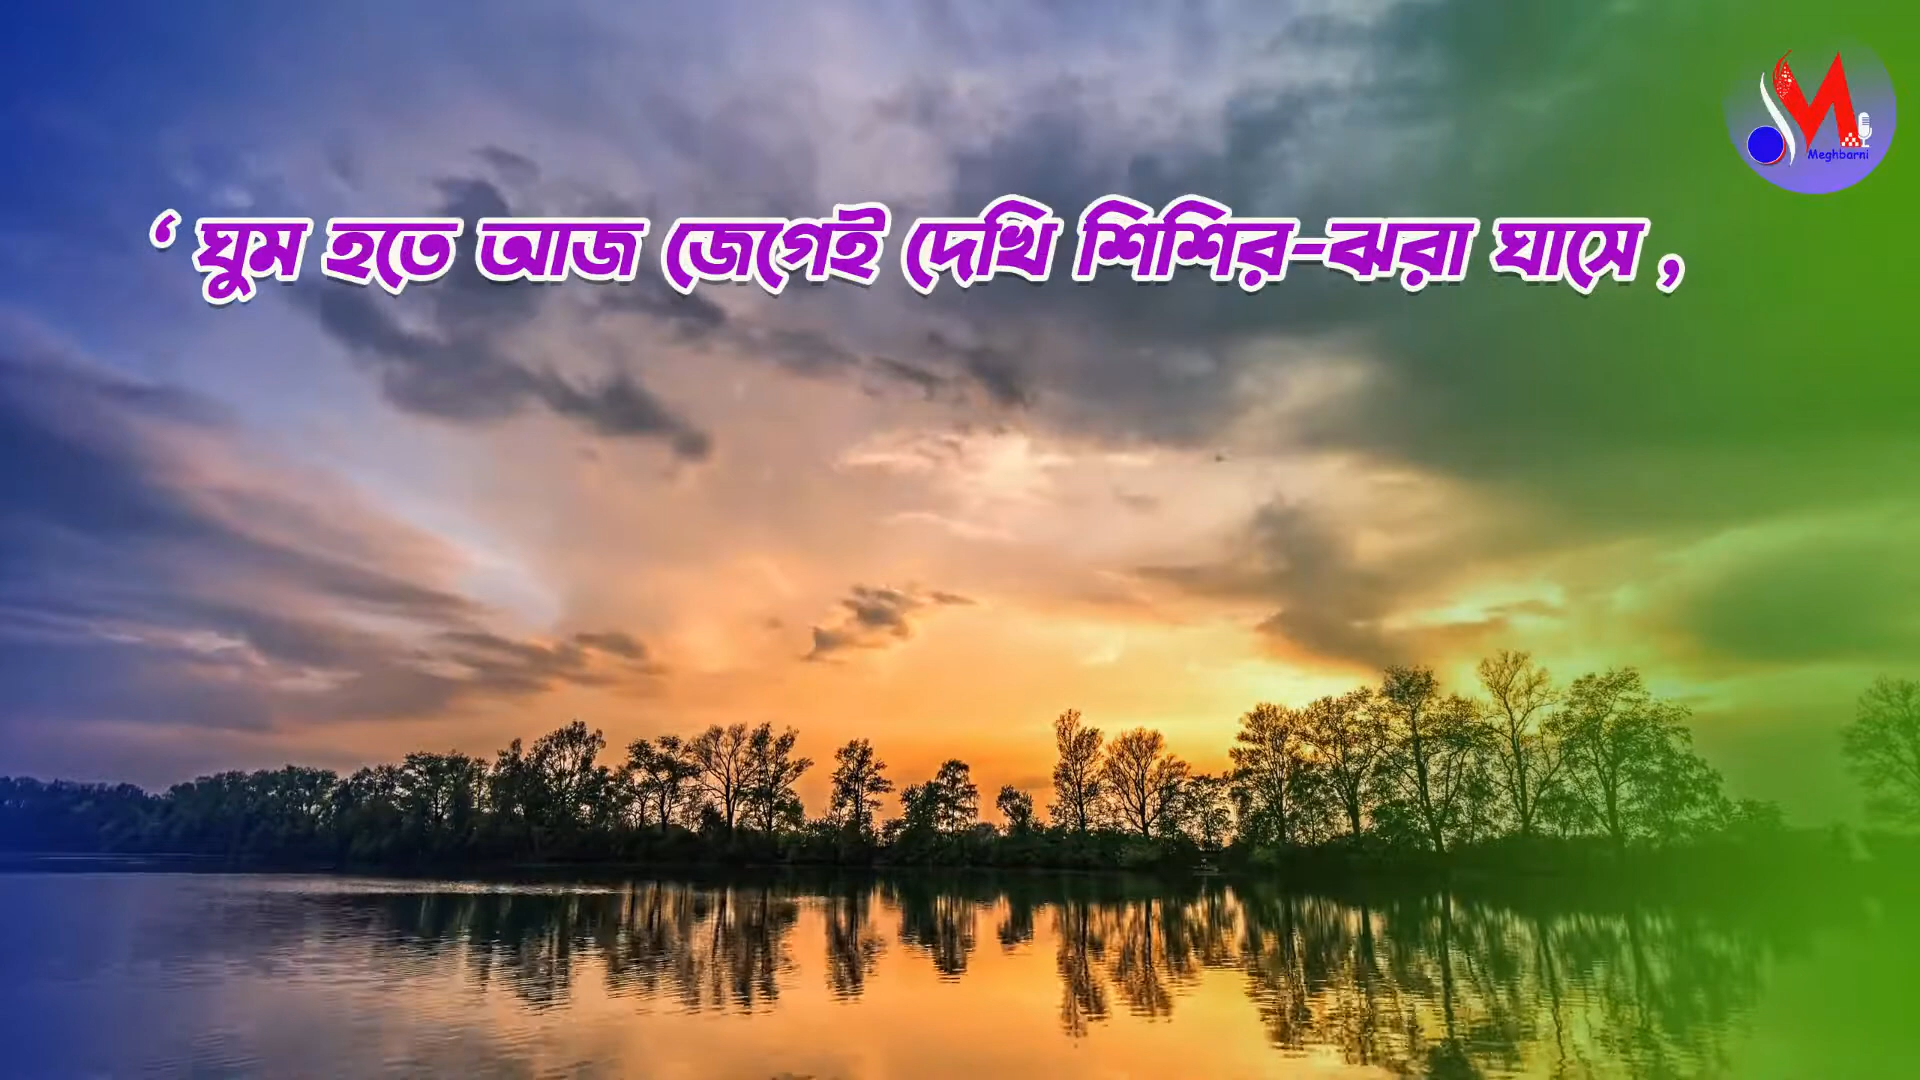 ‘ ঘুম হতে আজ জেগেই দেখি শিশির-ঝরা ঘাসে ,
Meghbarni